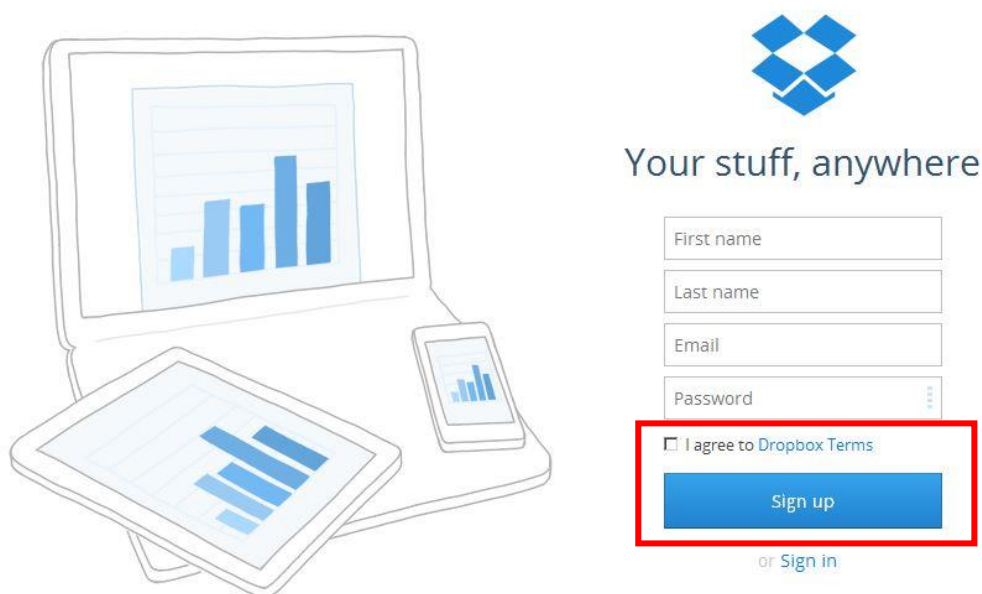 Your stuff, anywhere
First name
Last name
Email
Password
I agree to Dropbox Terms
Sign up
or Sign in